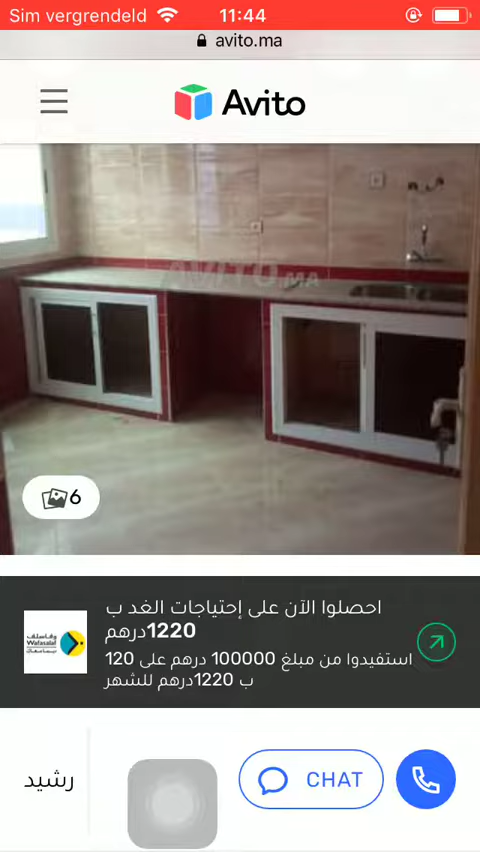 Sim vergrendeld 11:44
avito.ma
Avito
AVITO.MA
6
احصلوا الآن على إحتياجات الغد ب
1220درهم
وفاسلف
Wafasalaf
استفيدوا من مبلغ 100000 درهم على 120
ب 1220درهم للشهر
رشيد
CHAT